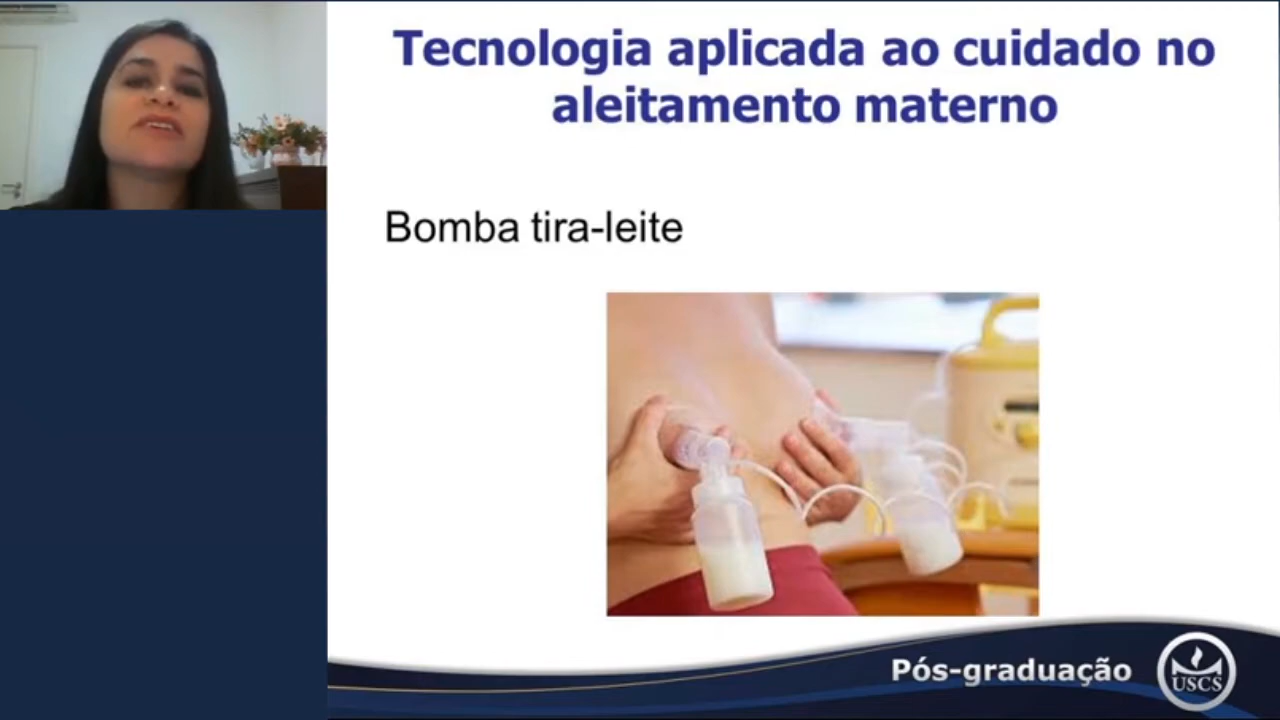 Tecnologia aplicada ao cuidado no
aleitamento materno
Bomba tira-leite
Pós-graduação
USCS